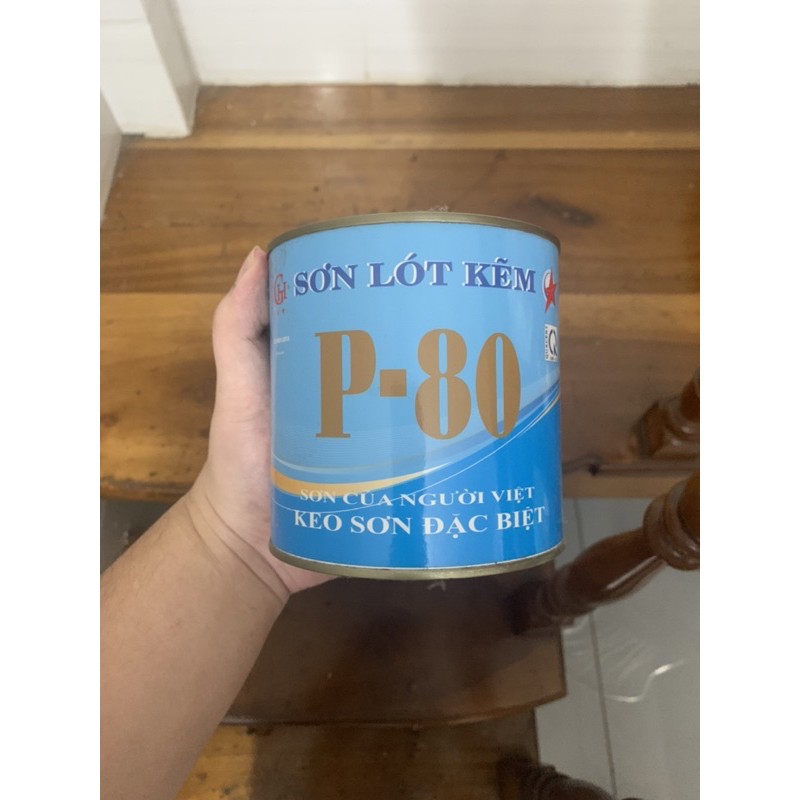 SƠN LÓT KẼM
P-80
SƠN CỦA NGƯỜI VIỆT
KEO SƠN ĐẶC BIỆT